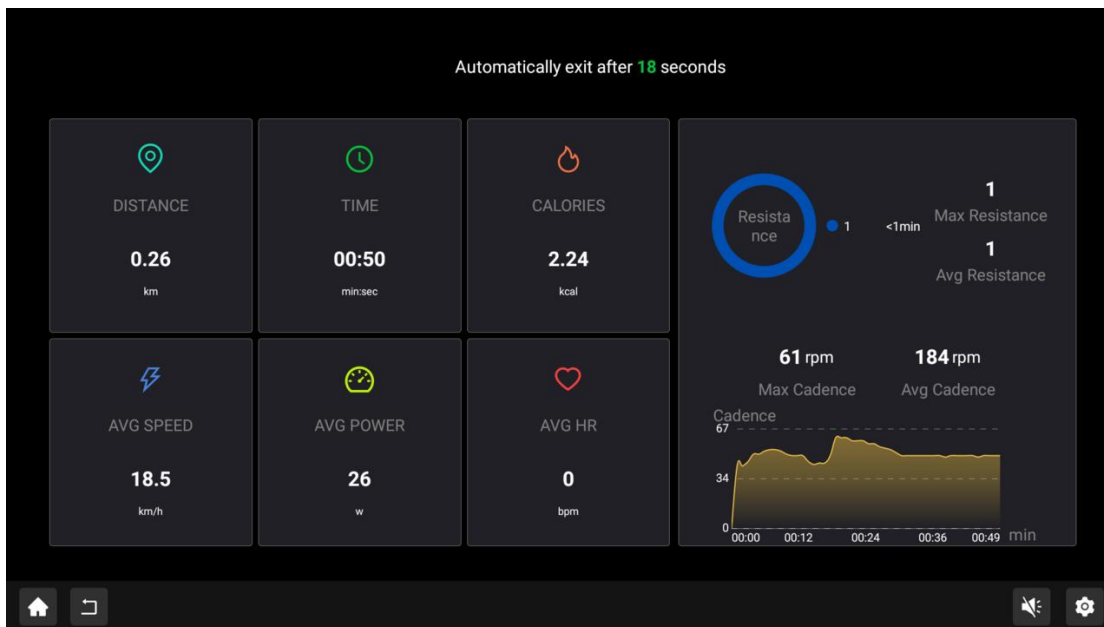 Automatically exit after 18 seconds
DISTANCE
0.26
km
TIME
00:50
min:sec
CALORIES
2.24
kcal
AVG SPEED
18.5
km/h
AVG POWER
26
w
AVG HR
0
bpm
Resista
nce
1
<1min
1
Max Resistance
1
Avg Resistance
61 rpm
Max Cadence
184 rpm
Avg Cadence
Cadence
67
34
0
00:00 00:12 00:24 00:36 00:49 min